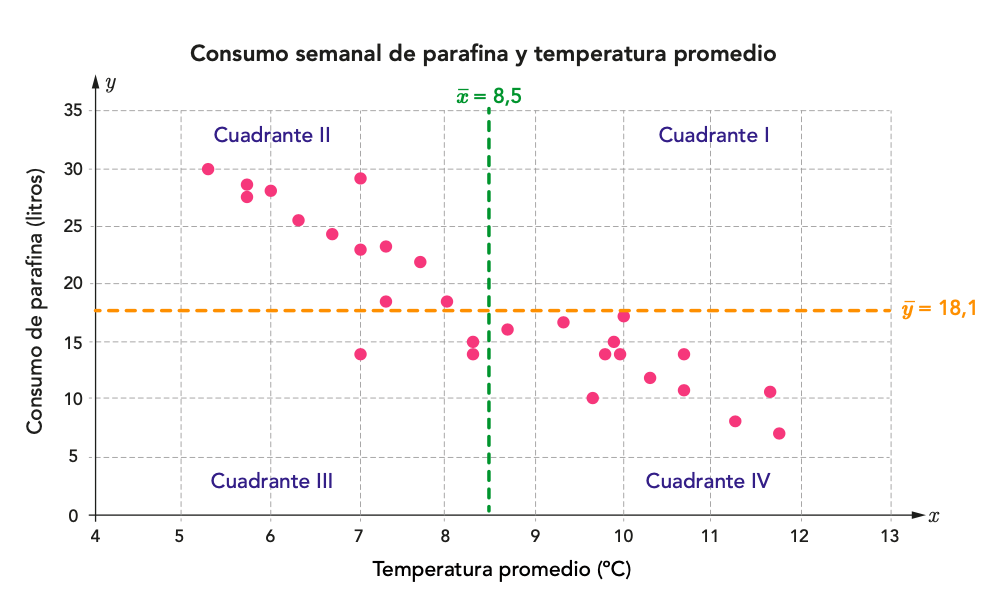 Consumo semanal de parafina y temperatura promedio
y
x̅ = 8,5
35
Cuadrante II
Cuadrante I
30
25
20
y̅ = 18,1
15
10
5
Cuadrante III
Cuadrante IV
0
x
4 5 6 7 8 9 10 11 12 13
Consumo de parafina (litros)
Temperatura promedio (ºC)